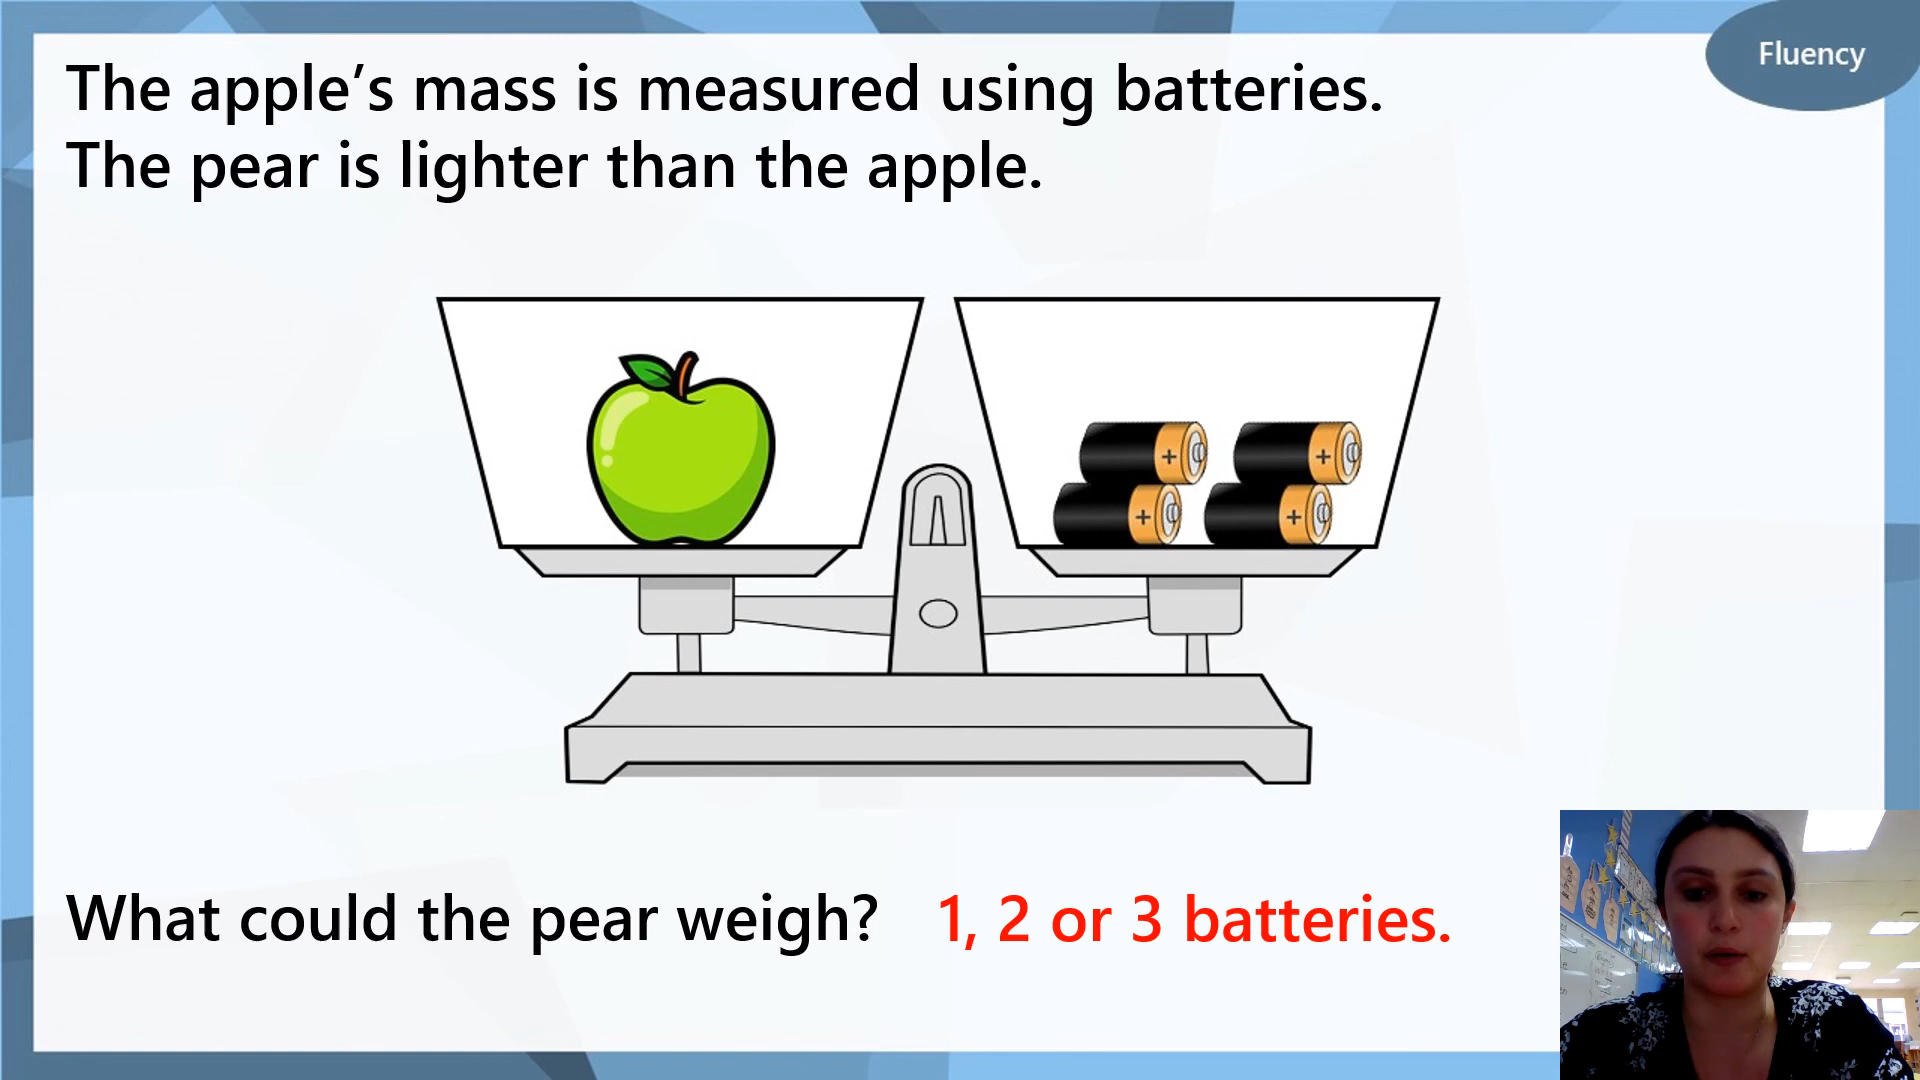 Fluency
The apple’s mass is measured using batteries.
The pear is lighter than the apple.
+ +
+ +
What could the pear weigh? 1, 2 or 3 batteries.